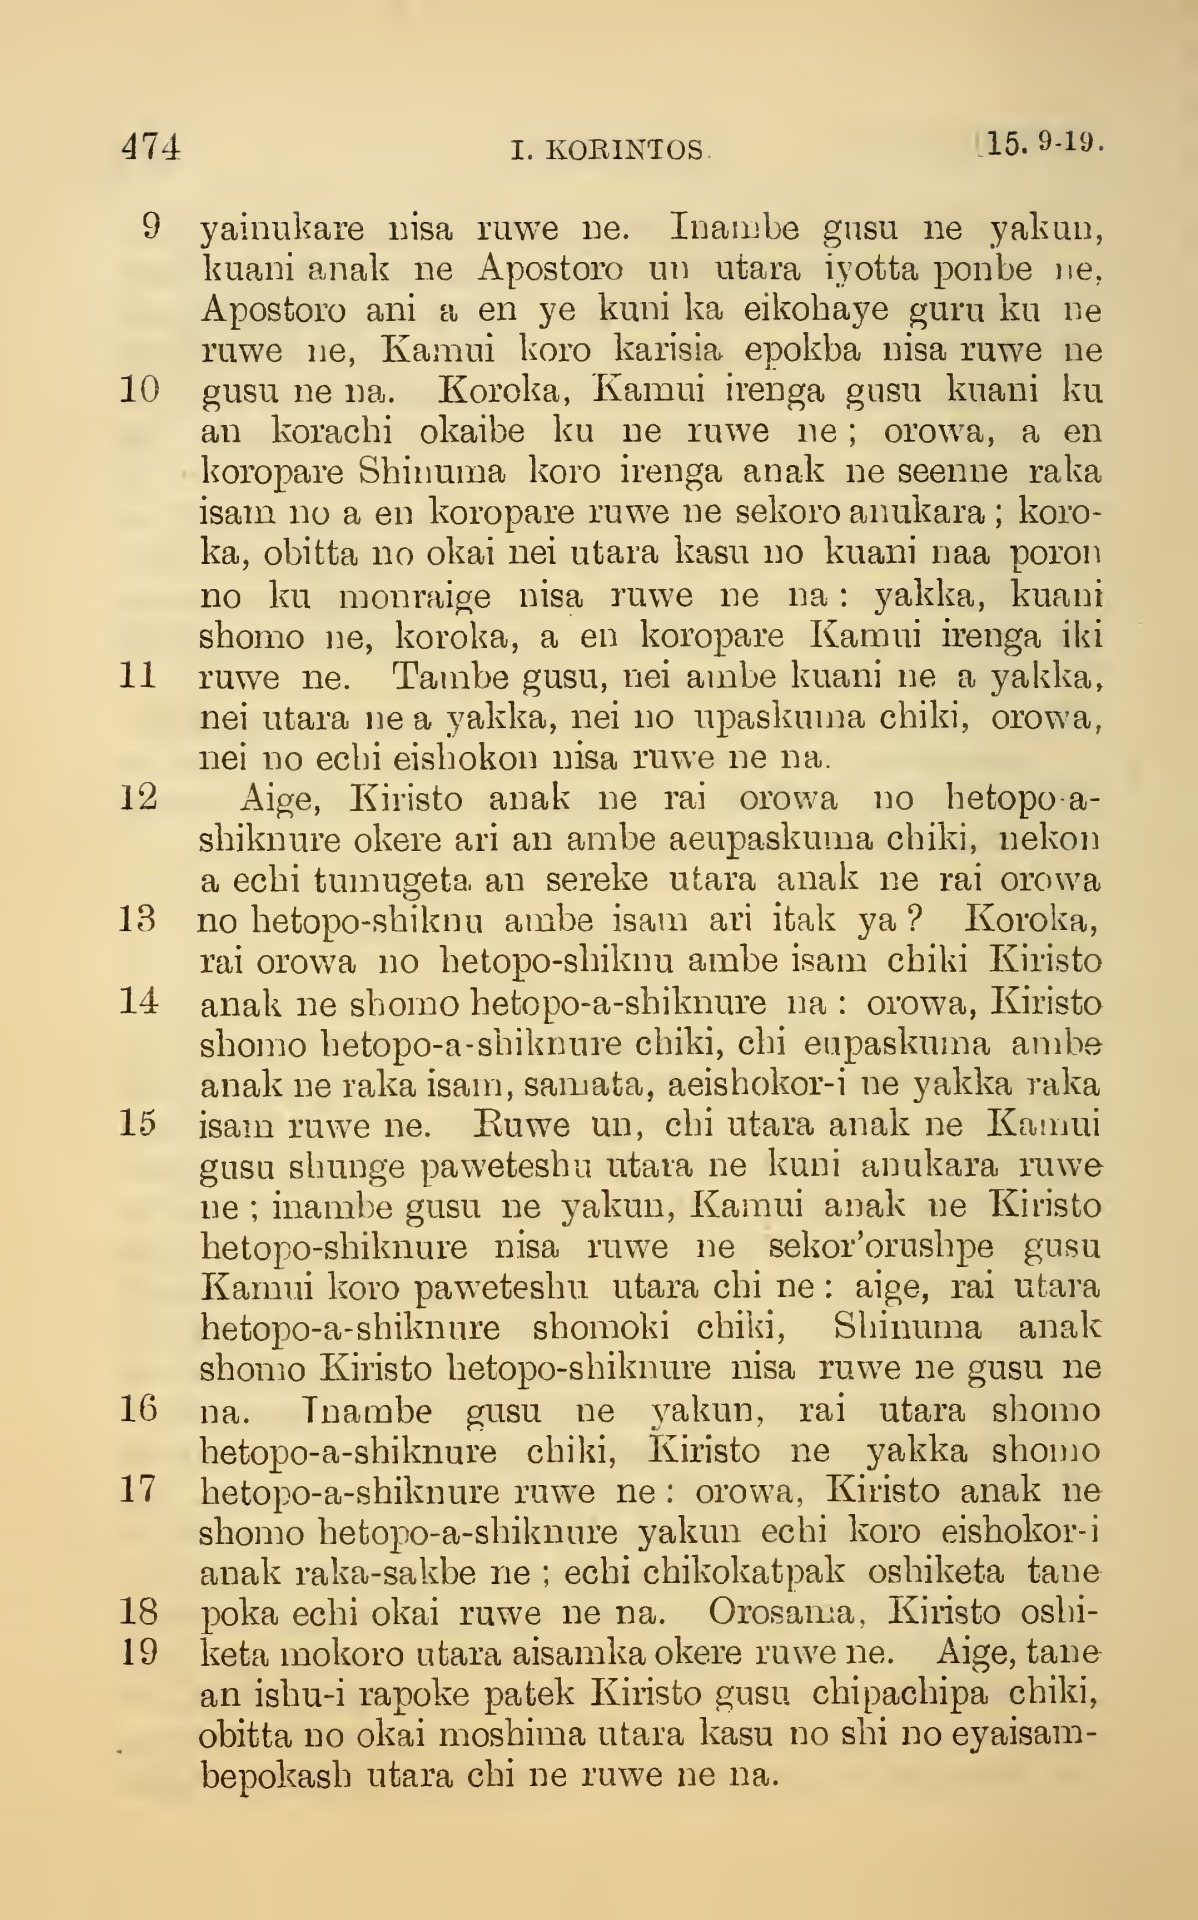 474 I. KORINTOS. 15. 9-19.
9 yainukare nisa ruwe ne. Inambe gusu ne yakun,
kuani anak ne Apostoro un utara iyotta ponbe ne,
Apostoro ani a en ye kuni ka eikohaye guru ku ne
ruwe ne, Kamui koro karisia epokba nisa ruwe ne
10 gusu ne na. Koroka, Kamui irenga gusu kuani ku
an korachi okaibe ku ne ruwe ne ; orowa, a en
koropare Shinuma koro irenga anak ne seenne raka
isam no a en koropare ruwe ne sekoro anukara ; koro-
ka, obitta no okai nei utara kasu no kuani naa poron
no ku monraige nisa ruwe ne na : yakka, kuani
shomo ne, koroka, a en koropare Kamui irenga iki
11 ruwe ne. Tambe gusu, nei ambe kuani ne a yakka,
nei utara ne a yakka, nei no upaskuma chiki, orowa,
nei no echi eishokon nisa ruwe ne na.
12 Aige, Kiristo anak ne rai orowa no hetopo-a-
shiknure okere ari an ambe aeupaskuma chiki, nekon
a echi tumugeta an sereke utara anak ne rai orowa
13 no hetopo-shiknu ambe isam ari itak ya ? Koroka,
rai orowa no hetopo-shiknu ambe isam chiki Kiristo
14 anak ne shomo hetopo-a-shiknure na : orowa, Kiristo
shomo hetopo-a-shiknure chiki, chi eupaskuma ambe
anak ne raka isam, samata, aeishokor-i ne yakka raka
15 isam ruwe ne. Ruwe un, chi utara anak ne Kamui
gusu shunge paweteshu utara ne kuni anukara ruwe
ne ; inambe gusu ne yakun, Kamui anak ne Kiristo
hetopo-shiknure nisa ruwe ne sekor'orushpe gusu
Kamui koro paweteshu utara chi ne : aige, rai utara
hetopo-a-shiknure shomoki chiki, Shinuma anak
shomo Kiristo hetopo-shiknure nisa ruwe ne gusu ne
16 na. Inambe gusu ne yakun, rai utara shomo
hetopo-a-shiknure chiki, Kiristo ne yakka shomo
17 hetopo-a-shiknure ruwe ne : orowa, Kiristo anak ne
shomo hetopo-a-shiknure yakun echi koro eishokor-i
anak raka-sakbe ne ; echi chikokatpak oshiketa tane
18 poka echi okai ruwe ne na. Orosama, Kiristo oshi-
19 keta mokoro utara aisamka okere ruwe ne. Aige, tane
an ishu-i rapoke patek Kiristo gusu chipachipa chiki,
obitta no okai moshima utara kasu no shi no eyaisam-
bepokash utara chi ne ruwe ne na.